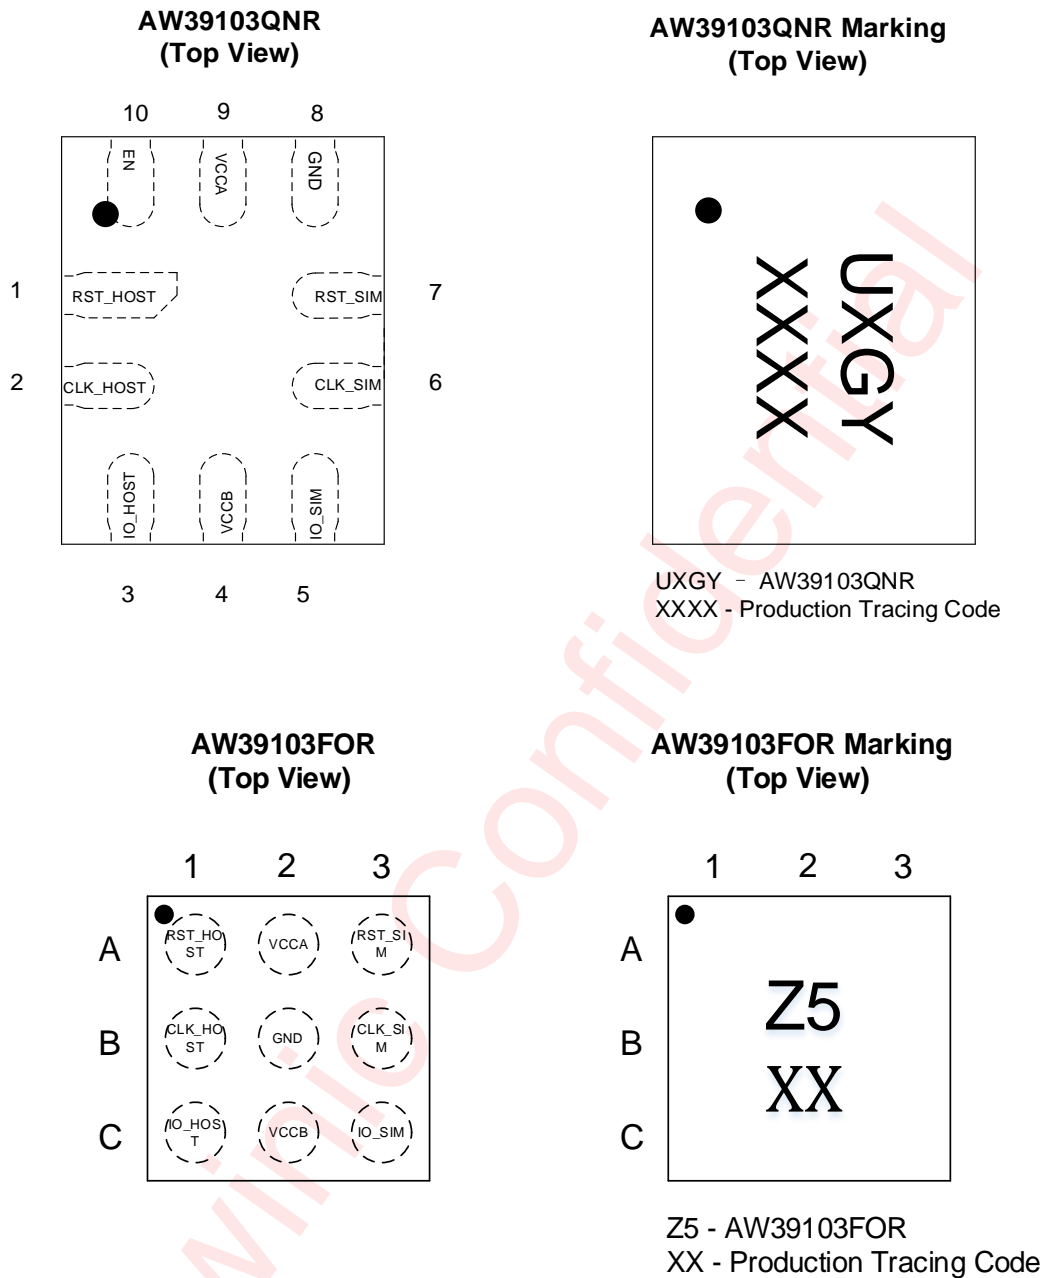 AW39103QNR
(Top View)
10 9 8
EN VCCA GND
1 RST_HOST RST_SIM 7
2 CLK_HOST CLK_SIM 6
IO_HOST VCCB IO_SIM
3 4 5
AW39103QNR Marking
(Top View)
UXGY
XXXX
UXGY – AW39103QNR
XXXX - Production Tracing Code
AW39103FOR
(Top View)
1 2 3
A RST_HO
ST VCCA RST_SI
M
B CLK_HO
ST GND CLK_SI
M
C IO_HOS
T VCCB IO_SIM
AW39103FOR Marking
(Top View)
1 2 3
A
Z5
B
XX
C
Z5 - AW39103FOR
XX - Production Tracing Code
winic Confidential